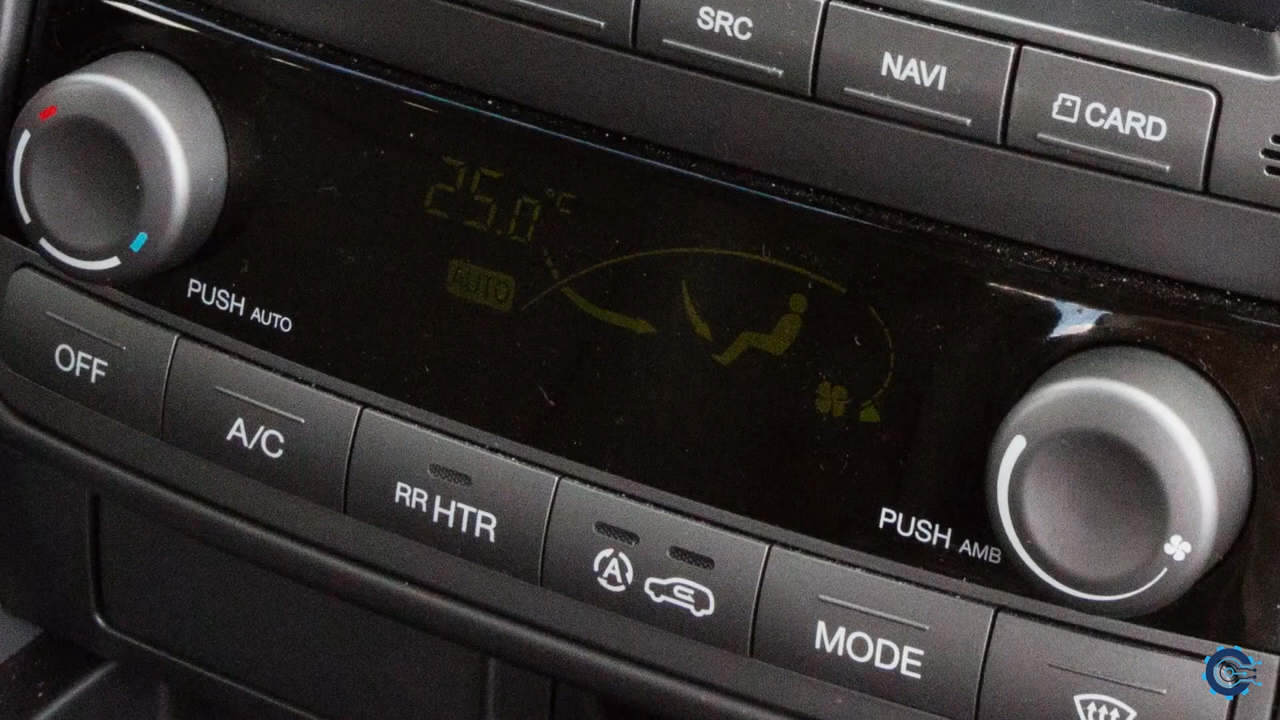 SRC
NAVI
CARD
25.0°C
AUTO
PUSH AUTO
OFF
A/C
RR HTR
A
PUSH AMB
MODE